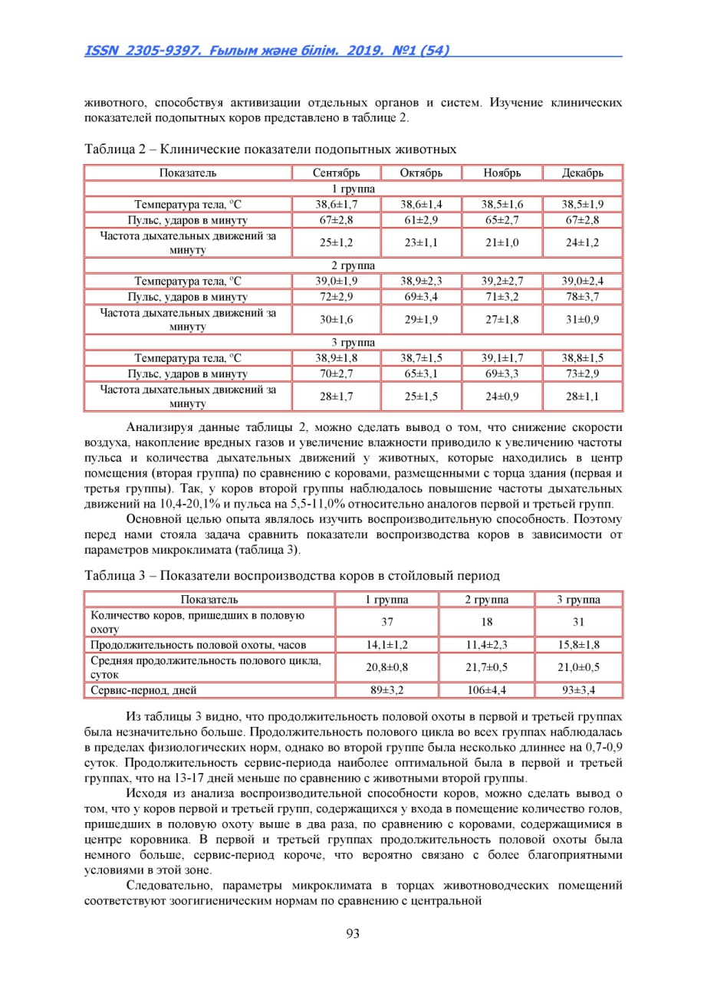 ISSN 2305-9397. Ғылым және білім. 2019. №1 (54)
животного, способствуя активизации отдельных органов и систем. Изучение клинических
показателей подопытных коров представлено в таблице 2.
Таблица 2 – Клинические показатели подопытных животных
Показатель Сентябрь Октябрь Ноябрь Декабрь
1 группа
Температура тела, °С 38,6±1,7 38,6±1,4 38,5±1,6 38,5±1,9
Пульс, ударов в минуту 67±2,8 61±2,9 65±2,7 67±2,8
Частота дыхательных движений за
минуту 25±1,2 23±1,1 21±1,0 24±1,2
2 группа
Температура тела, °С 39,0±1,9 38,9±2,3 39,2±2,7 39,0±2,4
Пульс, ударов в минуту 72±2,9 69±3,4 71±3,2 78±3,7
Частота дыхательных движений за
минуту 30±1,6 29±1,9 27±1,8 31±0,9
3 группа
Температура тела, °С 38,9±1,8 38,7±1,5 39,1±1,7 38,8±1,5
Пульс, ударов в минуту 70±2,7 65±3,1 69±3,3 73±2,9
Частота дыхательных движений за
минуту 28±1,7 25±1,5 24±0,9 28±1,1
Анализируя данные таблицы 2, можно сделать вывод о том, что снижение скорости
воздуха, накопление вредных газов и увеличение влажности приводило к увеличению частоты
пульса и количества дыхательных движений у животных, которые находились в центр
помещения (вторая группа) по сравнению с коровами, размещенными с торца здания (первая и
третья группы). Так, у коров второй группы наблюдалось повышение частоты дыхательных
движений на 10,4-20,1% и пульса на 5,5-11,0% относительно аналогов первой и третьей групп.
Основной целью опыта являлось изучить воспроизводительную способность. Поэтому
перед нами стояла задача сравнить показатели воспроизводства коров в зависимости от
параметров микроклимата (таблица 3).
Таблица 3 – Показатели воспроизводства коров в стойловый период
Показатель 1 группа 2 группа 3 группа
Количество коров, пришедших в половую
охоту 37 18 31
Продолжительность половой охоты, часов 14,1±1,2 11,4±2,3 15,8±1,8
Средняя продолжительность полового цикла,
суток 20,8±0,8 21,7±0,5 21,0±0,5
Сервис-период, дней 89±3,2 106±4,4 93±3,4
Из таблицы 3 видно, что продолжительность половой охоты в первой и третьей группах
была незначительно больше. Продолжительность полового цикла во всех группах наблюдалась
в пределах физиологических норм, однако во второй группе была несколько длиннее на 0,7-0,9
суток. Продолжительность сервис-периода наиболее оптимальной была в первой и третьей
группах, что на 13-17 дней меньше по сравнению с животными второй группы.
Исходя из анализа воспроизводительной способности коров, можно сделать вывод о
том, что у коров первой и третьей групп, содержащихся у входа в помещение количество голов,
пришедших в половую охоту выше в два раза, по сравнению с коровами, содержащимися в
центре коровника. В первой и третьей группах продолжительность половой охоты была
немного больше, сервис-период короче, что вероятно связано с более благоприятными
условиями в этой зоне.
Следовательно, параметры микроклимата в торцах животноводческих помещений
соответствуют зоогигиеническим нормам по сравнению с центральной
93